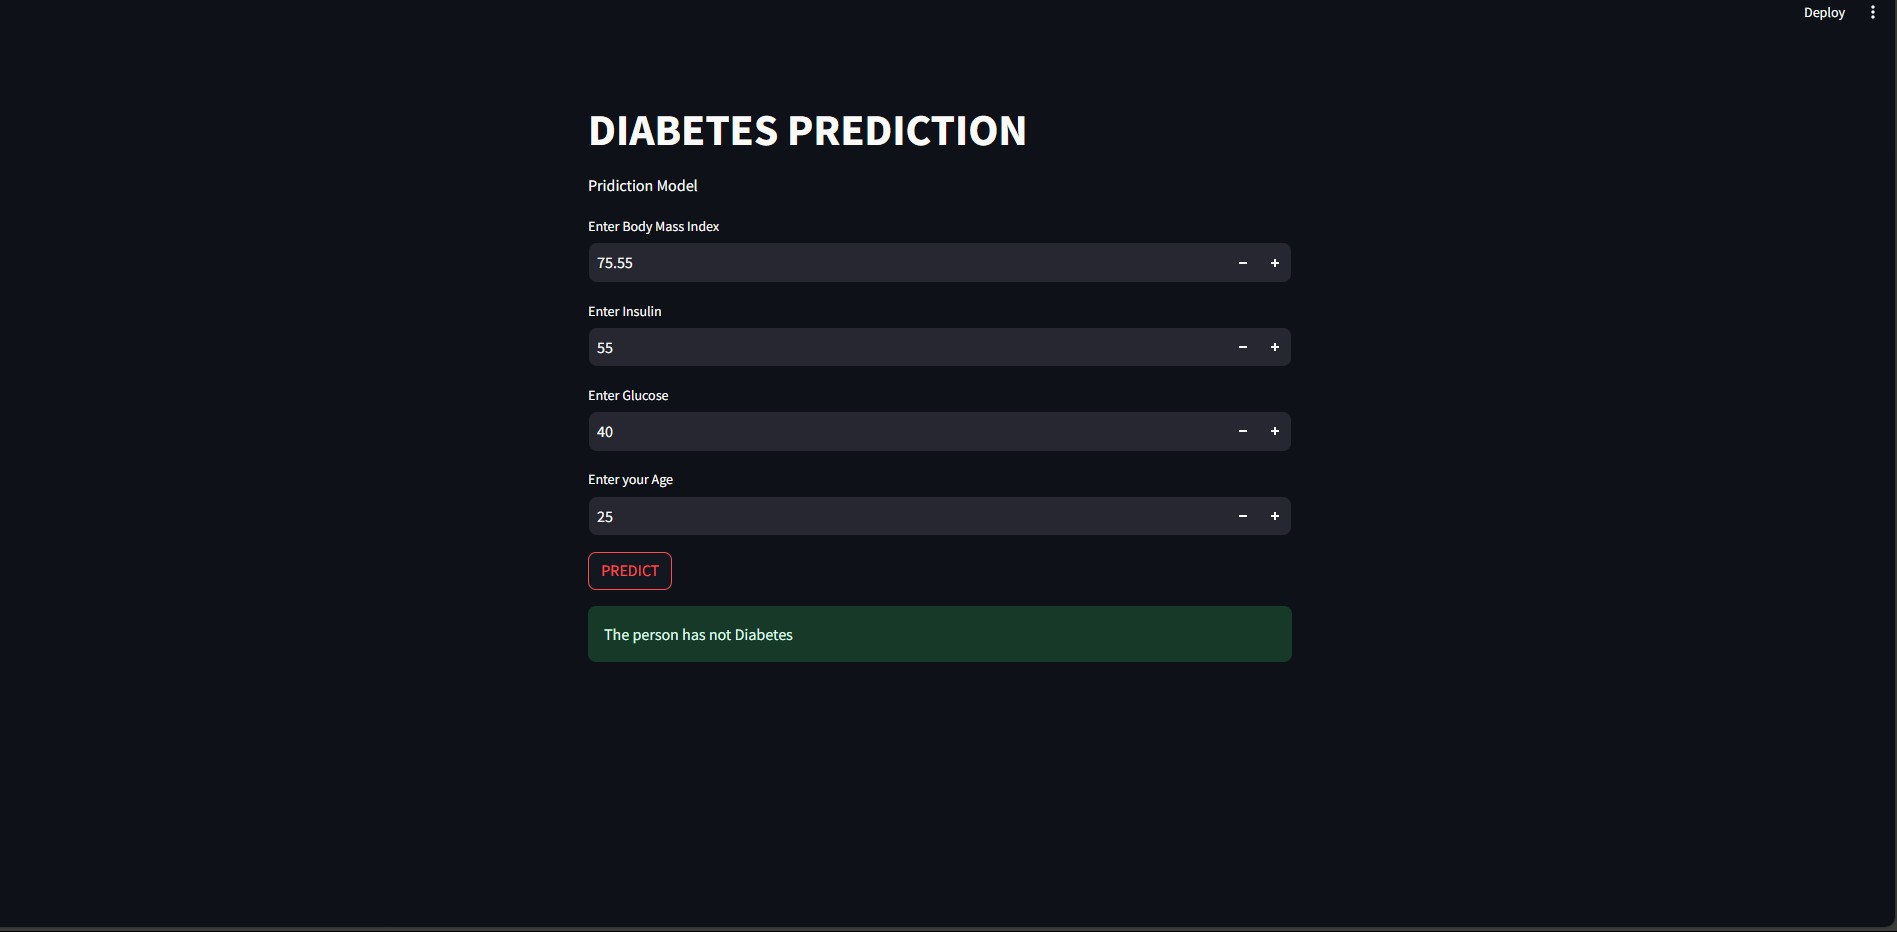 Deploy
DIABETES PREDICTION
Pridiction Model
Enter Body Mass Index
75.55
Enter Insulin
55
Enter Glucose
40
Enter your Age
25
PREDICT
The person has not Diabetes